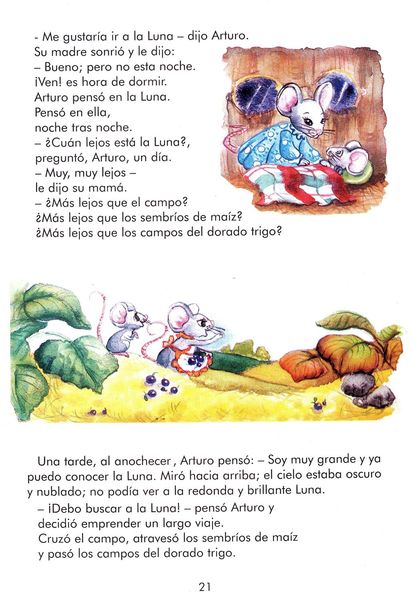 - Me gustaría ir a la Luna – dijo Arturo.
Su madre sonrió y le dijo:
– Bueno; pero no esta noche.
¡Ven! es hora de dormir.
Arturo pensó en la Luna.
Pensó en ella,
noche tras noche.
– ¿Cuán lejos está la Luna?,
preguntó, Arturo, un día.
– Muy, muy lejos –
le dijo su mamá.
– ¿Más lejos que el campo?
¿Más lejos que los sembríos de maíz?
¿Más lejos que los campos del dorado trigo?
Una tarde, al anochecer , Arturo pensó: – Soy muy grande y ya
puedo conocer la Luna. Miró hacia arriba; el cielo estaba oscuro
y nublado; no podía ver a la redonda y brillante Luna.
– ¡Debo buscar a la Luna! – pensó Arturo y
decidió emprender un largo viaje.
Cruzó el campo, atravesó los sembríos de maíz
y pasó los campos del dorado trigo.
21